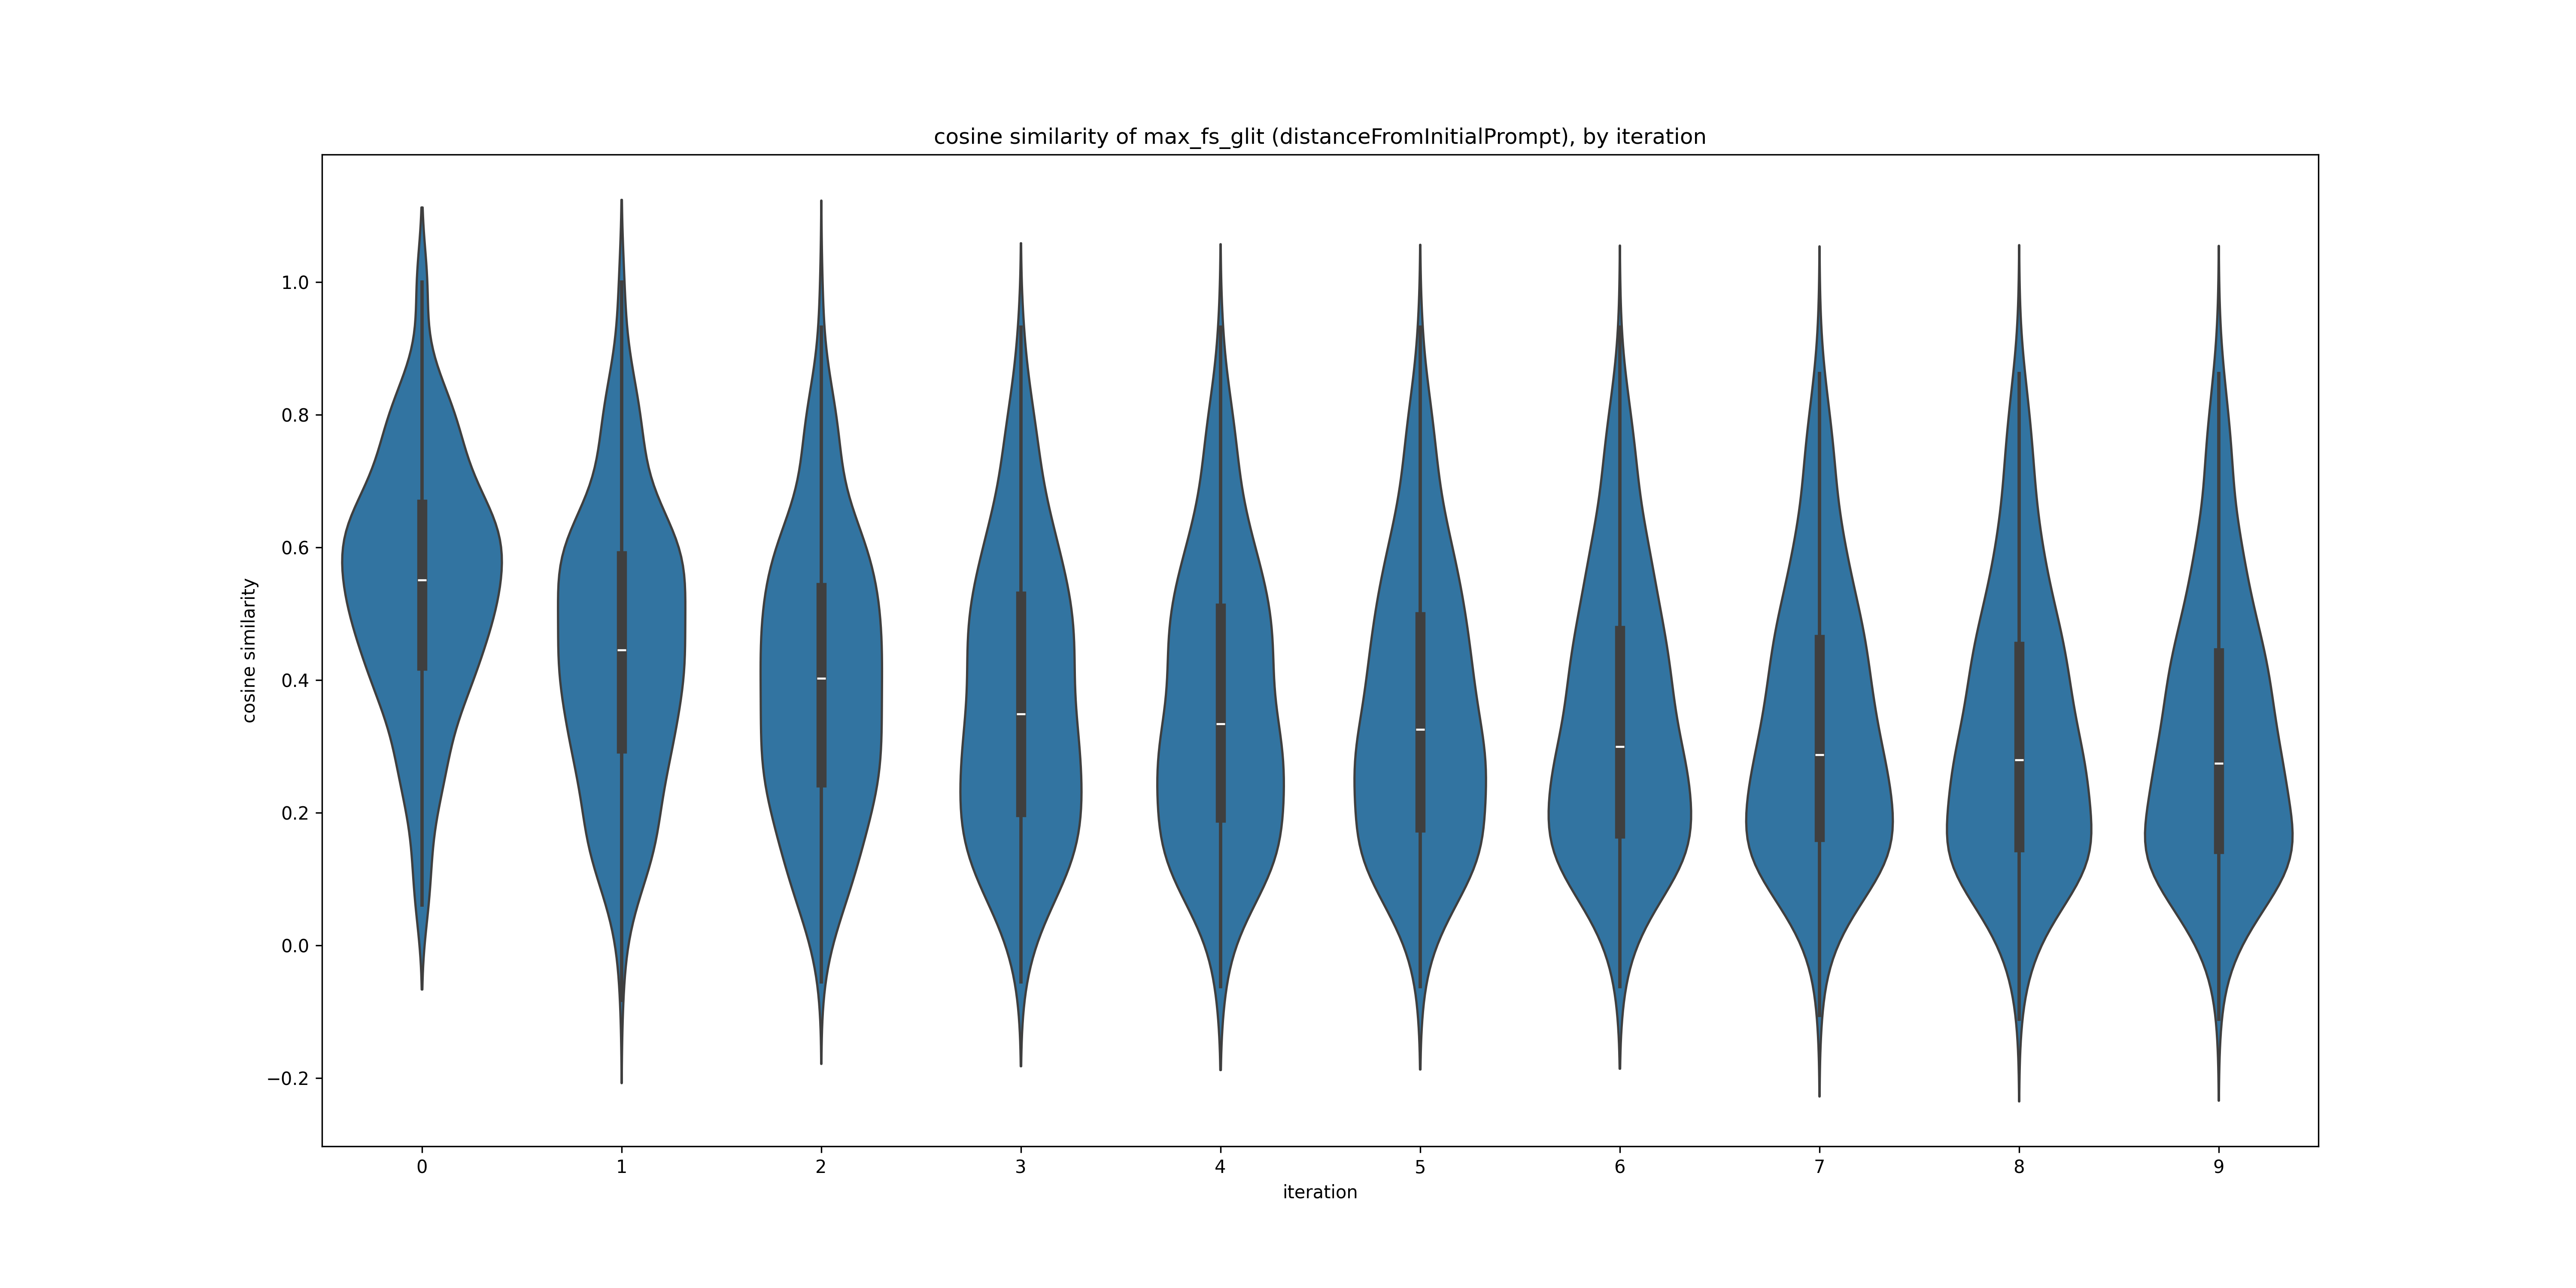 cosine similarity of max_fs_glit (distanceFromInitialPrompt), by iteration
cosine similarity
1.0
0.8
0.6
0.4
0.2
0.0
−0.2
0 1 2 3 4 5 6 7 8 9
iteration